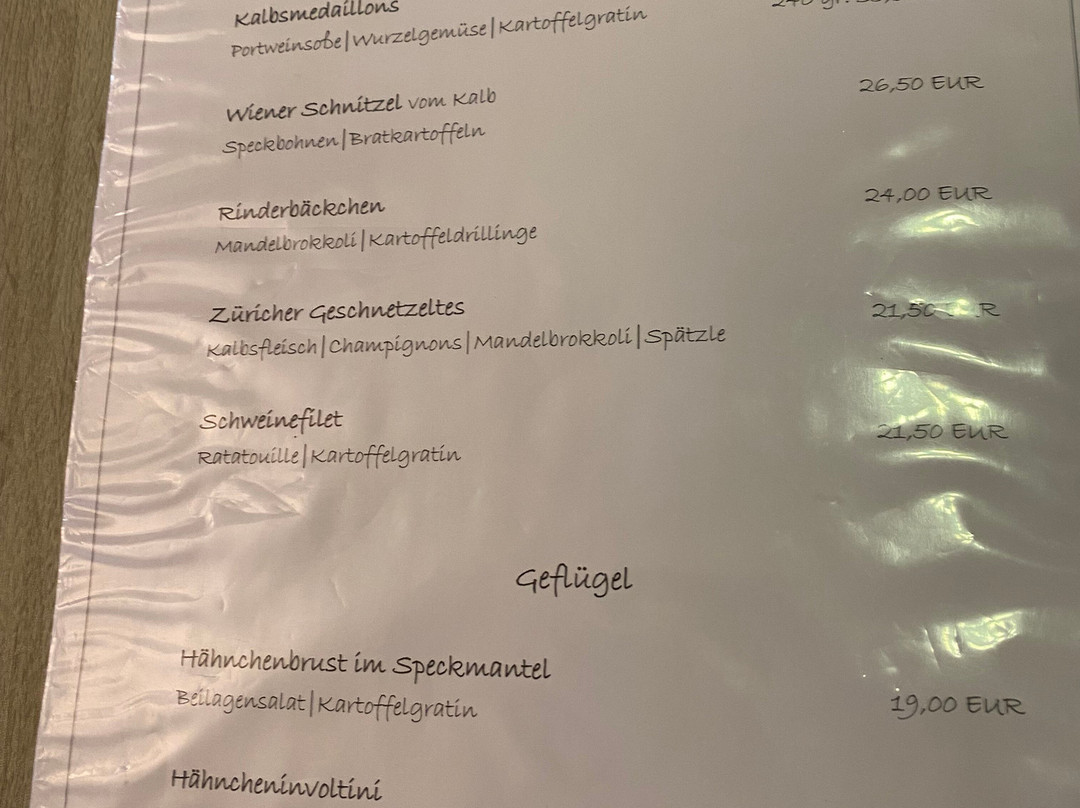 Kalbsmedaillons
Portweinsoße|Wurzelgemüse|Kartoffelgratin
Wiener Schnitzel vom Kalb 26,50 EUR
Speckbohnen|Bratkartoffeln
Rinderbäckchen 24,00 EUR
Mandelbrokkoli|Kartoffeldrillinge
Züricher Geschnetzeltes
Kalbsfleisch|Champignons|Mandelbrokkoli|Spätzle
Schweinefilet 21,50 EUR
Ratatouille|Kartoffelgratin
Geflügel
Hähnchenbrust im Speckmantel
Beilagensalat|Kartoffelgratin 19,00 EUR
Hähncheninvoltini